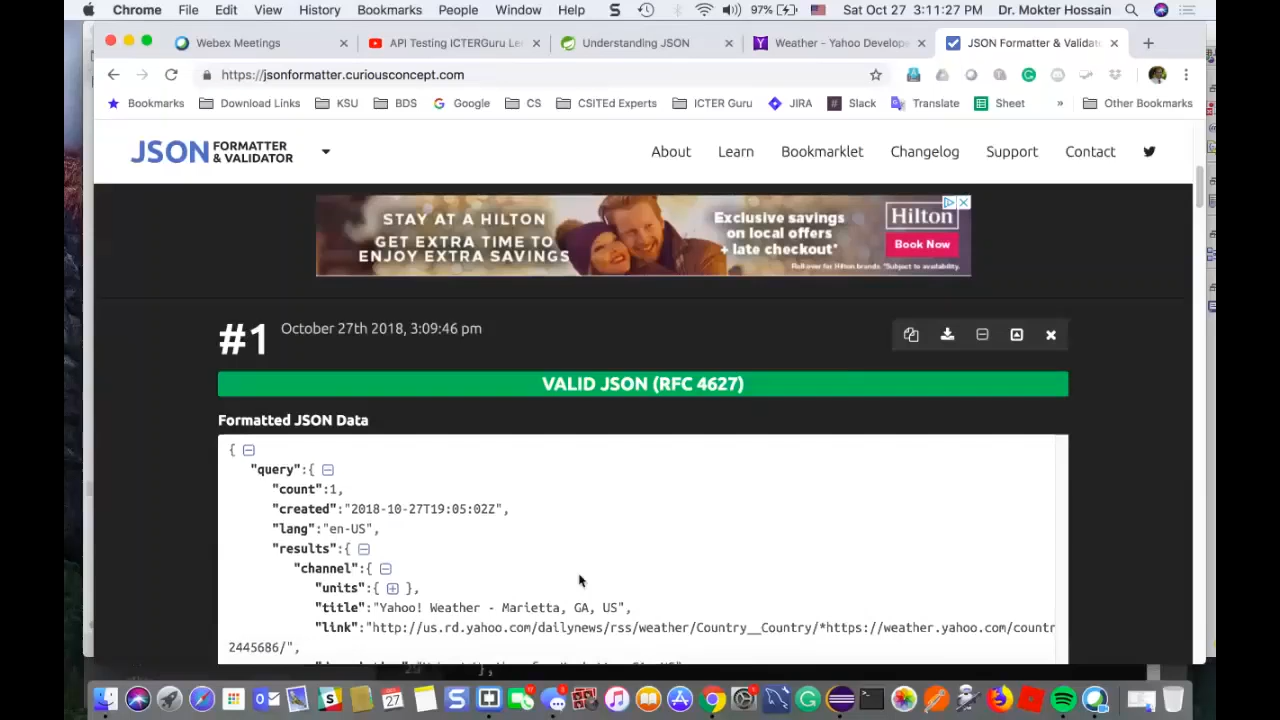 Chrome File Edit View History Bookmarks People Window Help S 97% Sat Oct 27 3:11:27 PM Dr. Mokter Hossain
Webex Meetings API Testing ICTERGuru Le Understanding JSON Weather - Yahoo Develop JSON Formatter & Valida
https://jsonformatter.curiousconcept.com
Bookmarks Download Links KSU BDS Google CS CSITEd Experts ICTER Guru JIRA Slack Translate Sheet » Other Bookmarks
JSON FORMATTER & VALIDATOR About Learn Bookmarklet Changelog Support Contact
STAY AT A HILTON
GET EXTRA TIME TO
ENJOY EXTRA SAVINGS
Exclusive savings
on local offers
+ late checkout*
Hilton
Book Now
#1 October 27th 2018, 3:09:46 pm
VALID JSON (RFC 4627)
Formatted JSON Data
{
"query":{
"count":1,
"created":"2018-10-27T19:05:02Z",
"lang":"en-US",
"results":{
"channel":{
"units":{ },
"title":"Yahoo! Weather - Marietta, GA, US",
"link":"http://us.rd.yahoo.com/dailynews/rss/weather/Country__Country/*https://weather.yahoo.com/countr
2445686/",